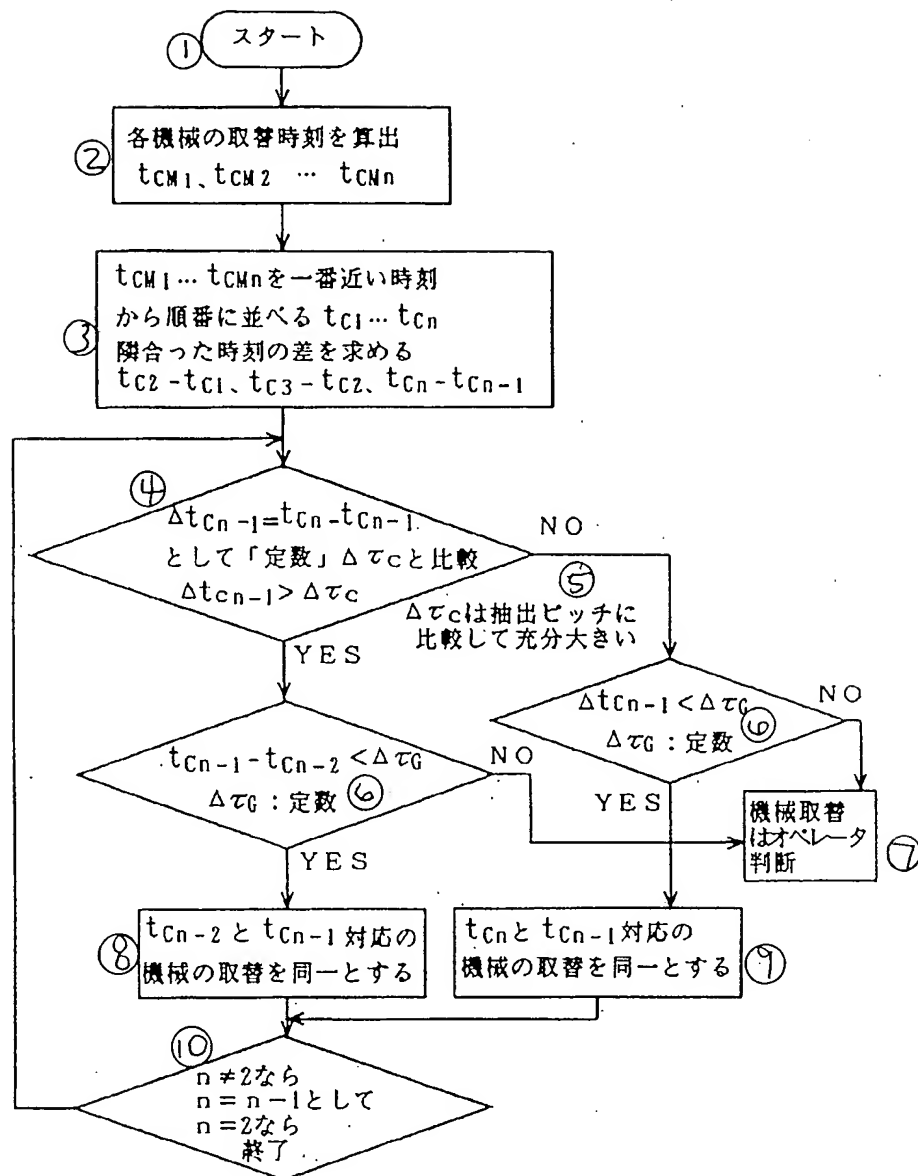 ① スタート
② 各機械の取替時刻を算出
tCM1、tCM2 … tCMn
tCM1…tCMnを一番近い時刻
から順番に並べる tC1…tCn
③ 隣合った時刻の差を求める
tC2-tC1、tC3-tC2、tCn-tCn-1
④
ΔtCn-1=tCn-tCn-1
として「定数」Δτcと比較
Δtcn-1>Δτc
NO
⑤
Δτcは抽出ピッチに
比較して充分大きい
YES
ΔtCn-1<ΔτG
ΔτG:定数 ⑥
NO
YES
tCn-1-tCn-2<ΔτG
ΔτG:定数 ⑥
NO
YES
機械取替
はオペレータ
判断
⑦
⑧ tCn-2とtCn-1対応の
機械の取替を同一とする
tCnとtCn-1対応の
機械の取替を同一とする ⑨
⑩
n≠2なら
n=n-1として
n=2なら
終了